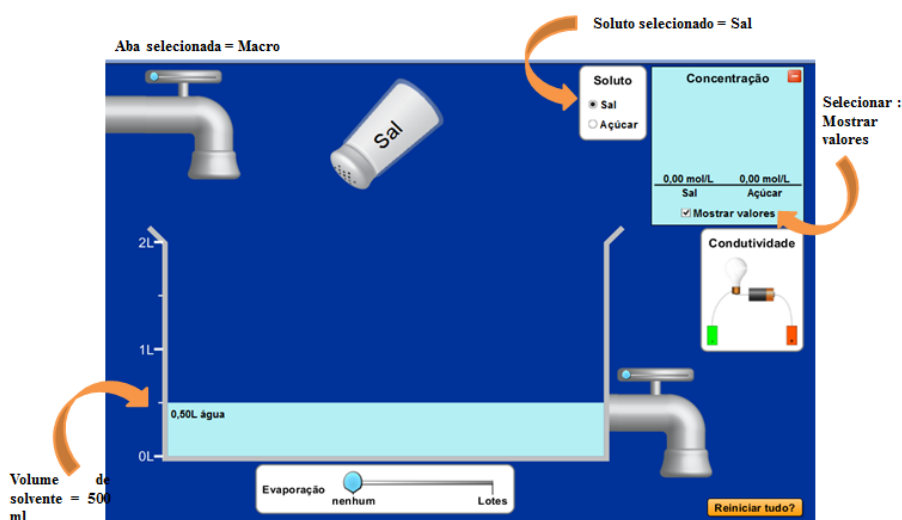 Soluto selecionado = Sal
Aba selecionada = Macro
Soluto
Sal
Açúcar
Concentração
0,00 mol/L 0,00 mol/L
Sal Açúcar
Mostrar valores
Selecionar :
Mostrar
valores
Sal
Condutividade
2L
1L
0,50L água
0L
Volume de
solvente = 500
ml
Evaporação
nenhum Lotes
Reiniciar tudo?